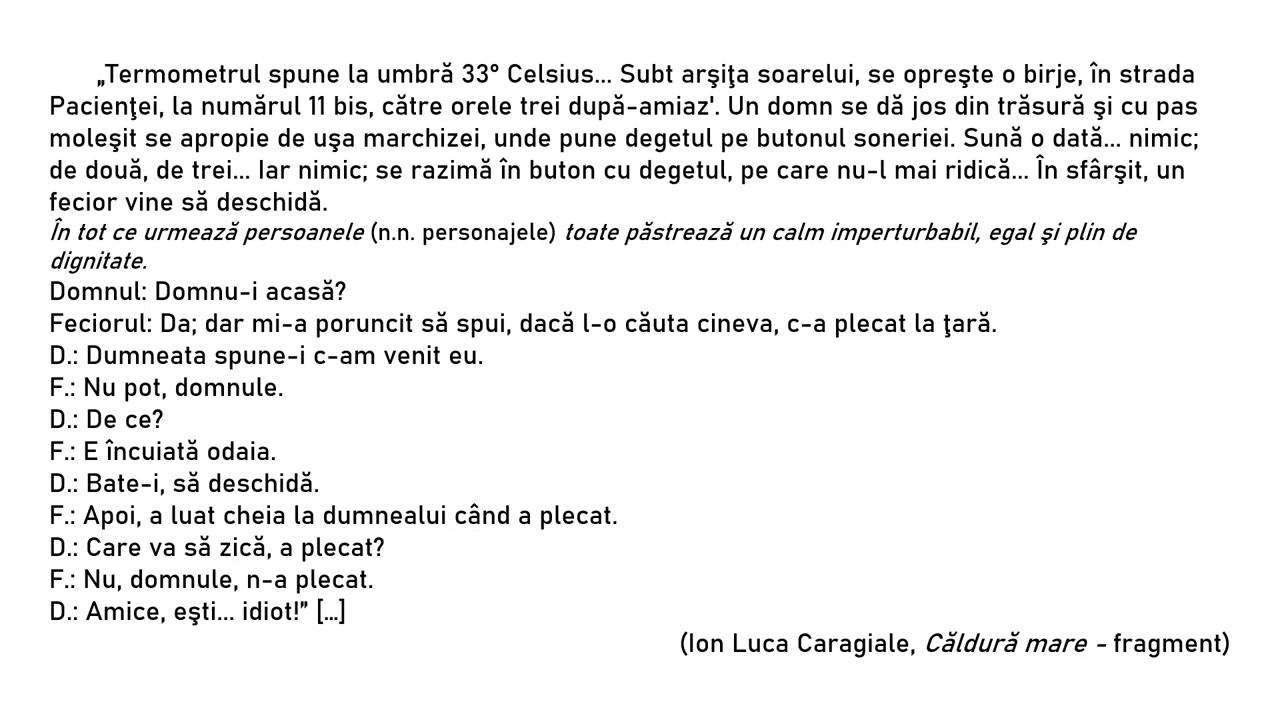 „Termometrul spune la umbră 33° Celsius... Subt arşiţa soarelui, se opreşte o birje, în strada
Pacienţei, la numărul 11 bis, către orele trei după-amiaz'. Un domn se dă jos din trăsură şi cu pas
moleşit se apropie de uşa marchizei, unde pune degetul pe butonul soneriei. Sună o dată... nimic;
de două, de trei... Iar nimic; se razimă în buton cu degetul, pe care nu-l mai ridică... În sfârşit, un
fecior vine să deschidă.
În tot ce urmează persoanele (n.n. personajele) toate păstrează un calm imperturbabil, egal şi plin de
dignitate.
Domnul: Domnu-i acasă?
Feciorul: Da; dar mi-a poruncit să spui, dacă l-o căuta cineva, c-a plecat la ţară.
D.: Dumneata spune-i c-am venit eu.
F.: Nu pot, domnule.
D.: De ce?
F.: E încuiată odaia.
D.: Bate-i, să deschidă.
F.: Apoi, a luat cheia la dumnealui când a plecat.
D.: Care va să zică, a plecat?
F.: Nu, domnule, n-a plecat.
D.: Amice, eşti... idiot!” [...]
(Ion Luca Caragiale, Căldură mare - fragment)